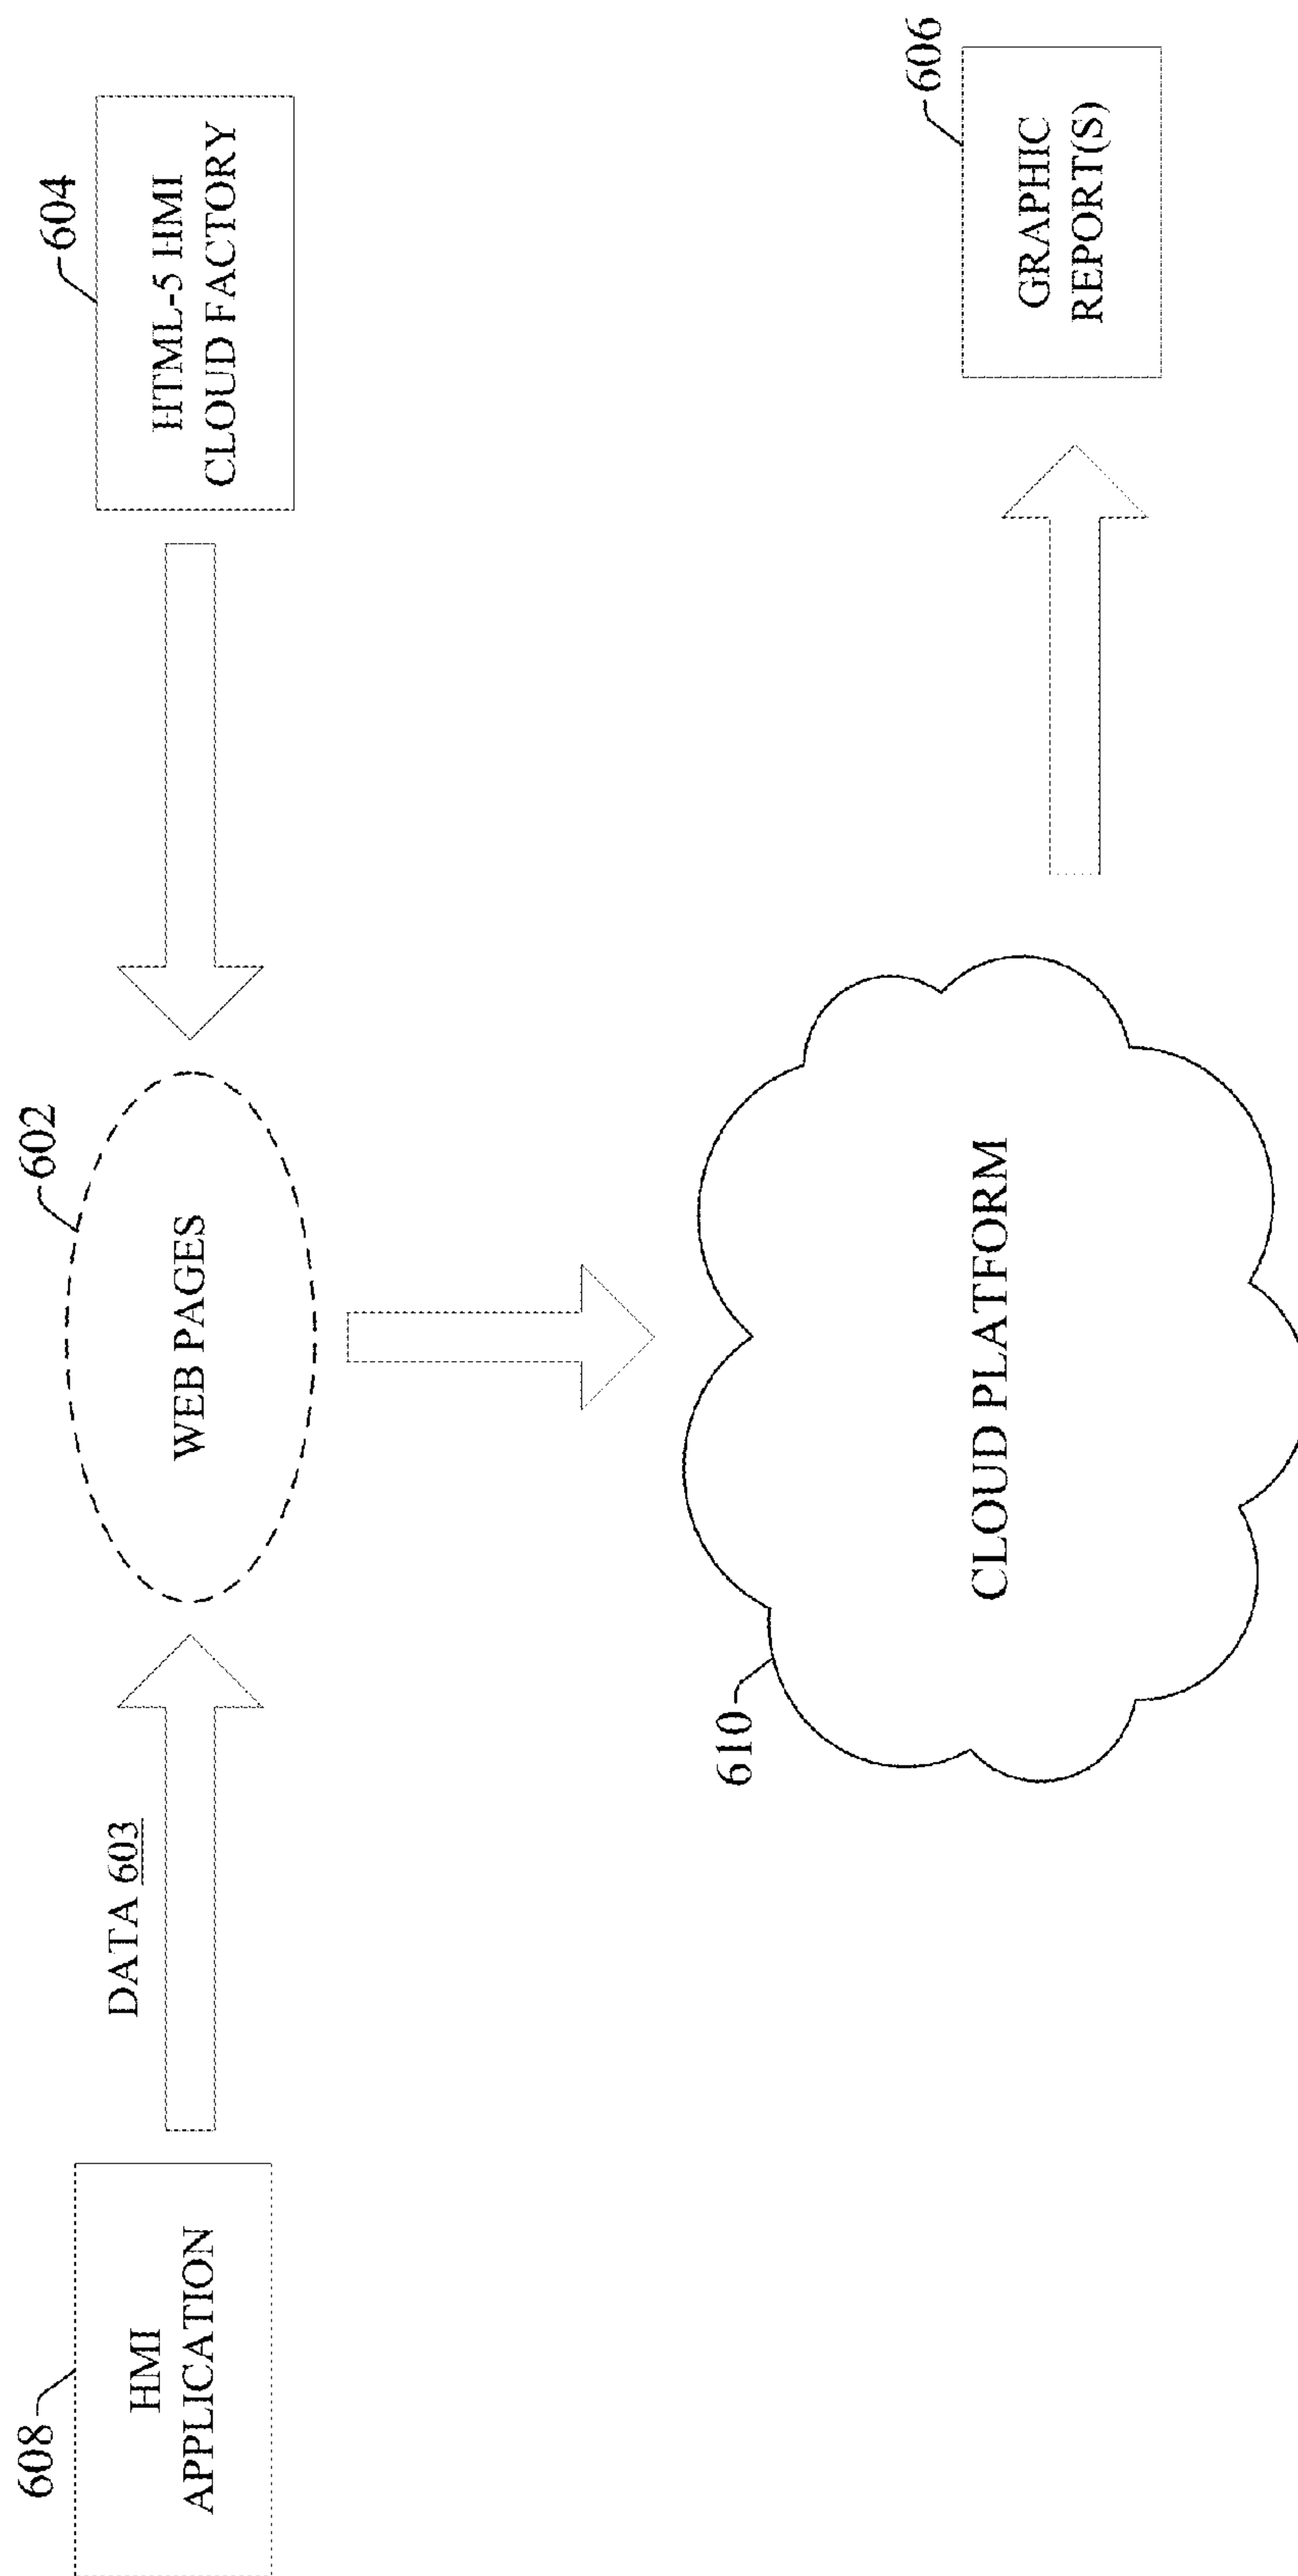 608
HMI
APPLICATION
DATA 603
602
WEB PAGES
604
HTML-5 HMI
CLOUD FACTORY
610
CLOUD PLATFORM
606
GRAPHIC
REPORT(S)